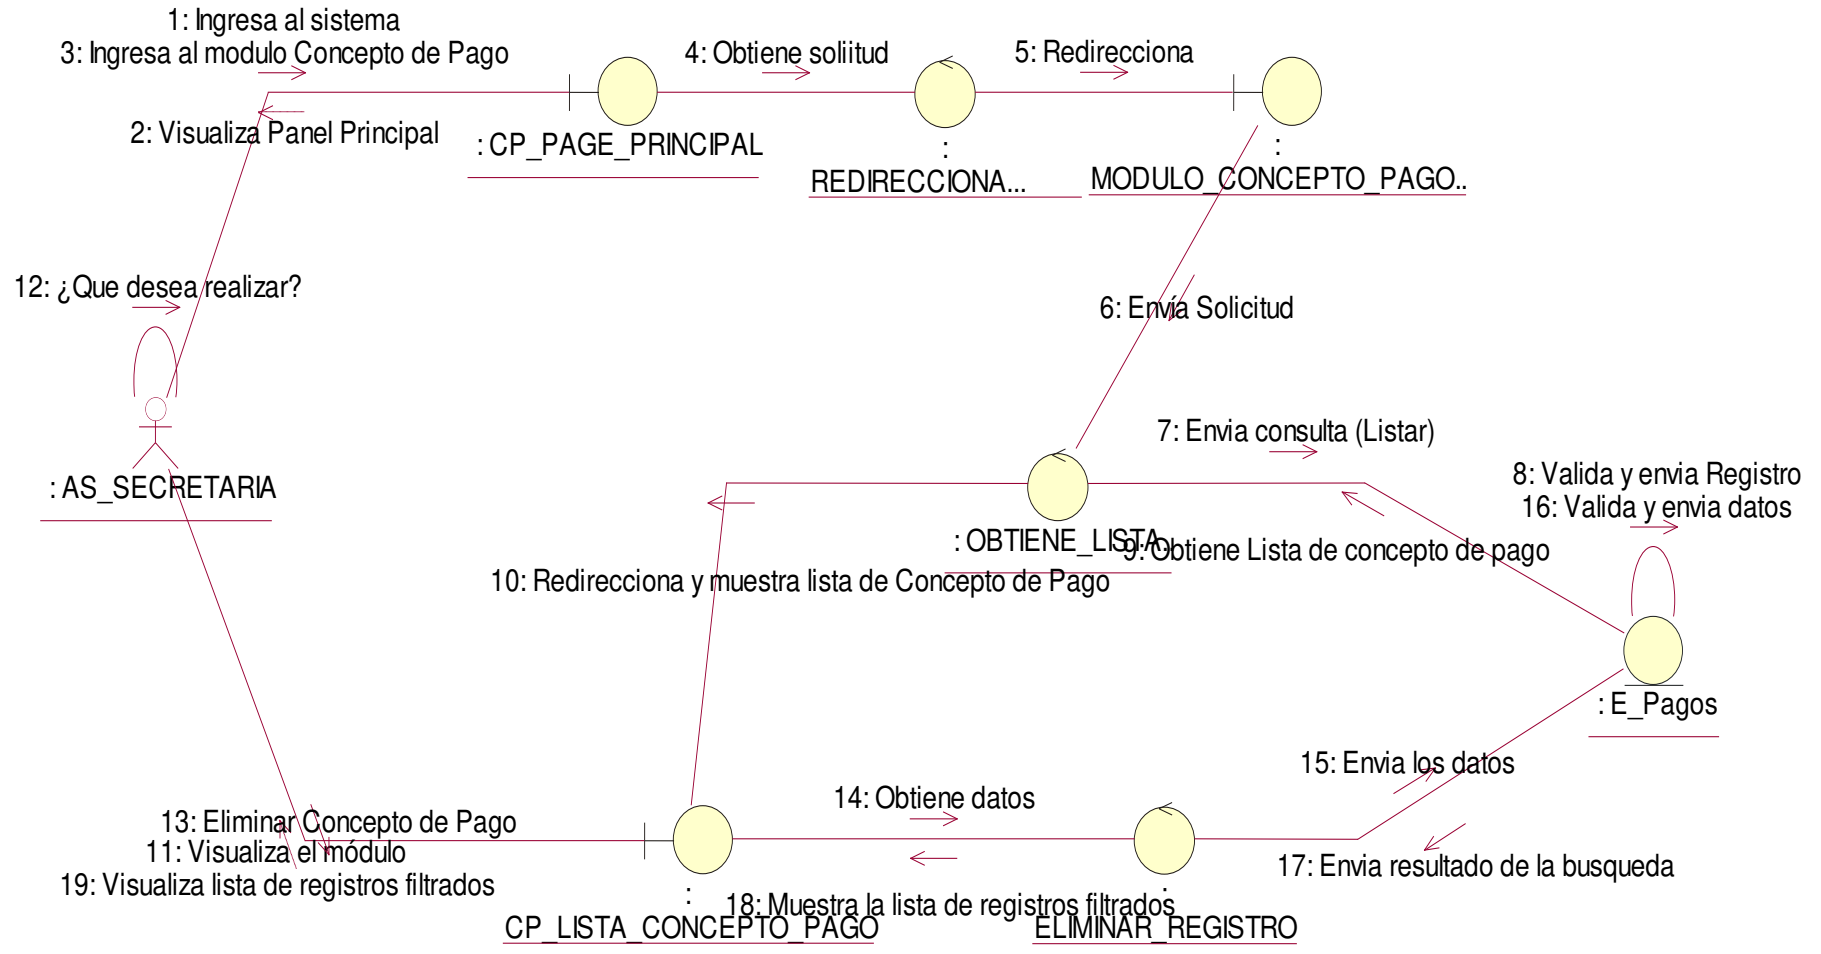 1: Ingresa al sistema
3: Ingresa al modulo Concepto de Pago
4: Obtiene soliitud
5: Redirecciona
2: Visualiza Panel Principal
: CP_PAGE_PRINCIPAL
:
REDIRECCIONA...
:
MODULO_CONCEPTO_PAGO..
12: ¿Que desea realizar?
6: Envía Solicitud
7: Envia consulta (Listar)
: AS_SECRETARIA
8: Valida y envia Registro
16: Valida y envia datos
: OBTIENE_LISTA..
9: Obtiene Lista de concepto de pago
10: Redirecciona y muestra lista de Concepto de Pago
: E_Pagos
15: Envia los datos
14: Obtiene datos
13: Eliminar Concepto de Pago
11: Visualiza el módulo
19: Visualiza lista de registros filtrados
17: Envia resultado de la busqueda
18: Muestra la lista de registros filtrados
:
CP_LISTA_CONCEPTO_PAGO
:
ELIMINAR_REGISTRO